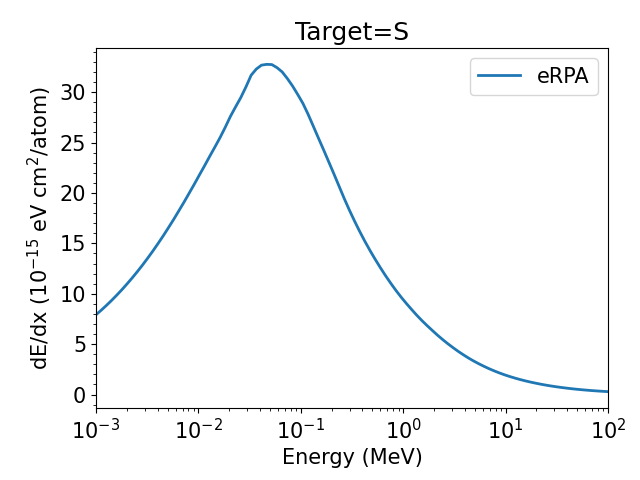 Target=S
eRPA
dE/dx (10⁻¹⁵ eV cm²/atom)
30
25
20
15
10
5
0
10⁻³ 10⁻² 10⁻¹ 10⁰ 10¹ 10²
Energy (MeV)